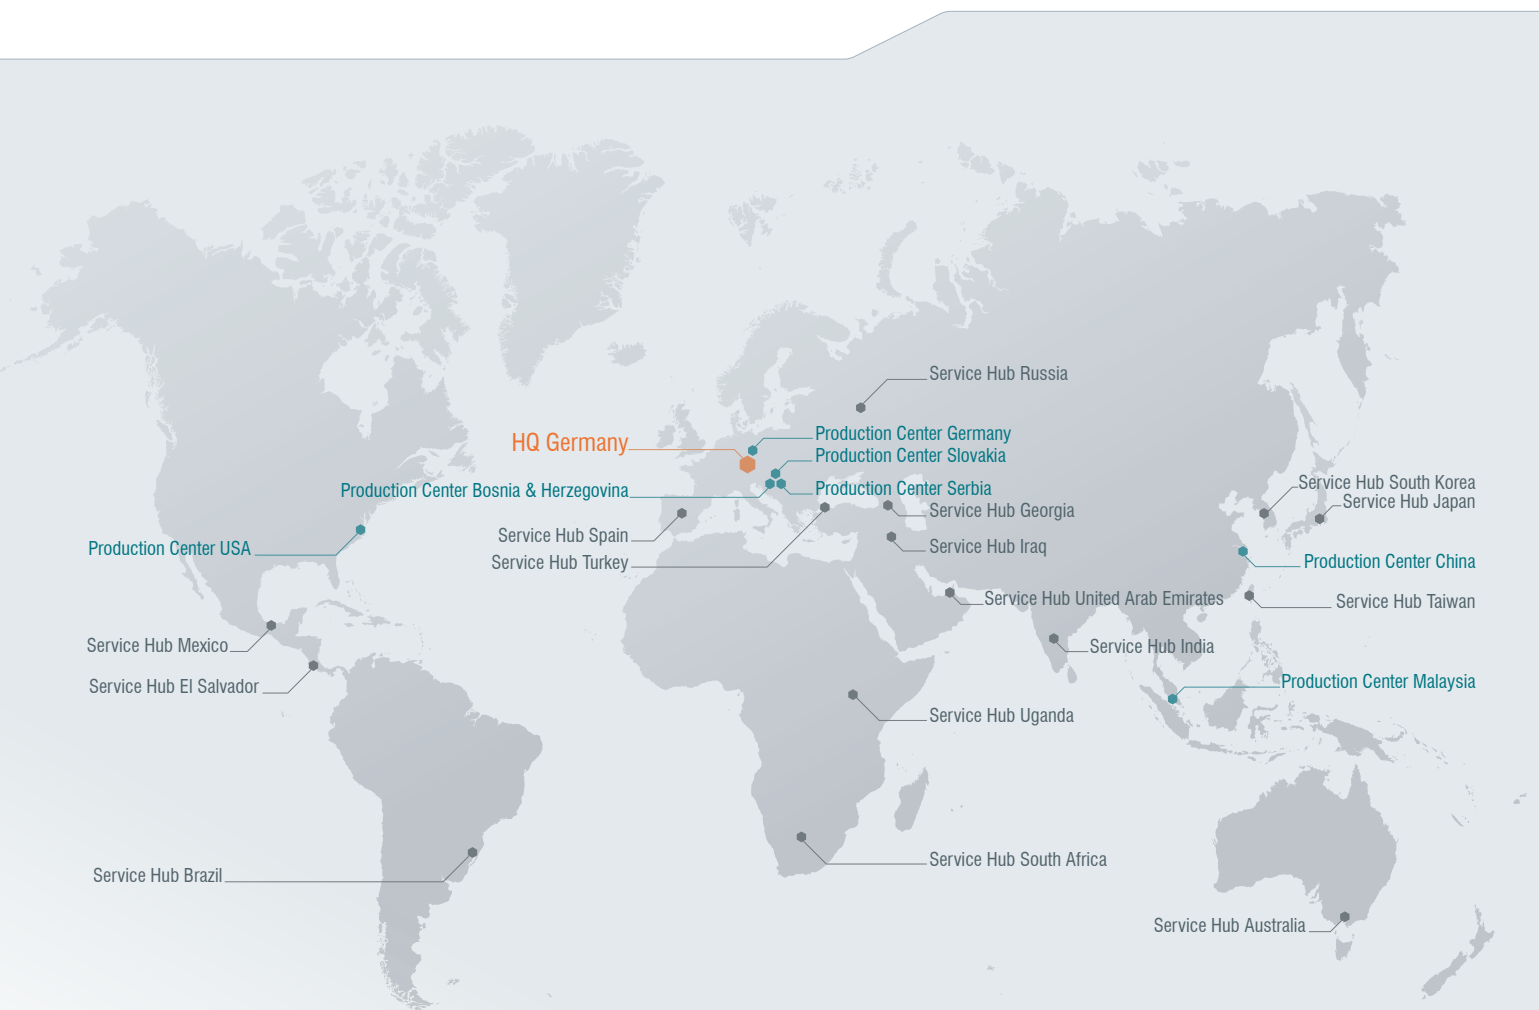 Service Hub Russia
Production Center Germany
HQ Germany
Production Center Slovakia
Service Hub South Korea
Production Center Bosnia & Herzegovina
Production Center Serbia
Service Hub Japan
Service Hub Georgia
Service Hub Spain
Production Center USA
Service Hub Iraq
Service Hub Turkey
Production Center China
Service Hub United Arab Emirates
Service Hub Taiwan
Service Hub Mexico
Service Hub India
Service Hub El Salvador
Production Center Malaysia
Service Hub Uganda
Service Hub South Africa
Service Hub Brazil
Service Hub Australia